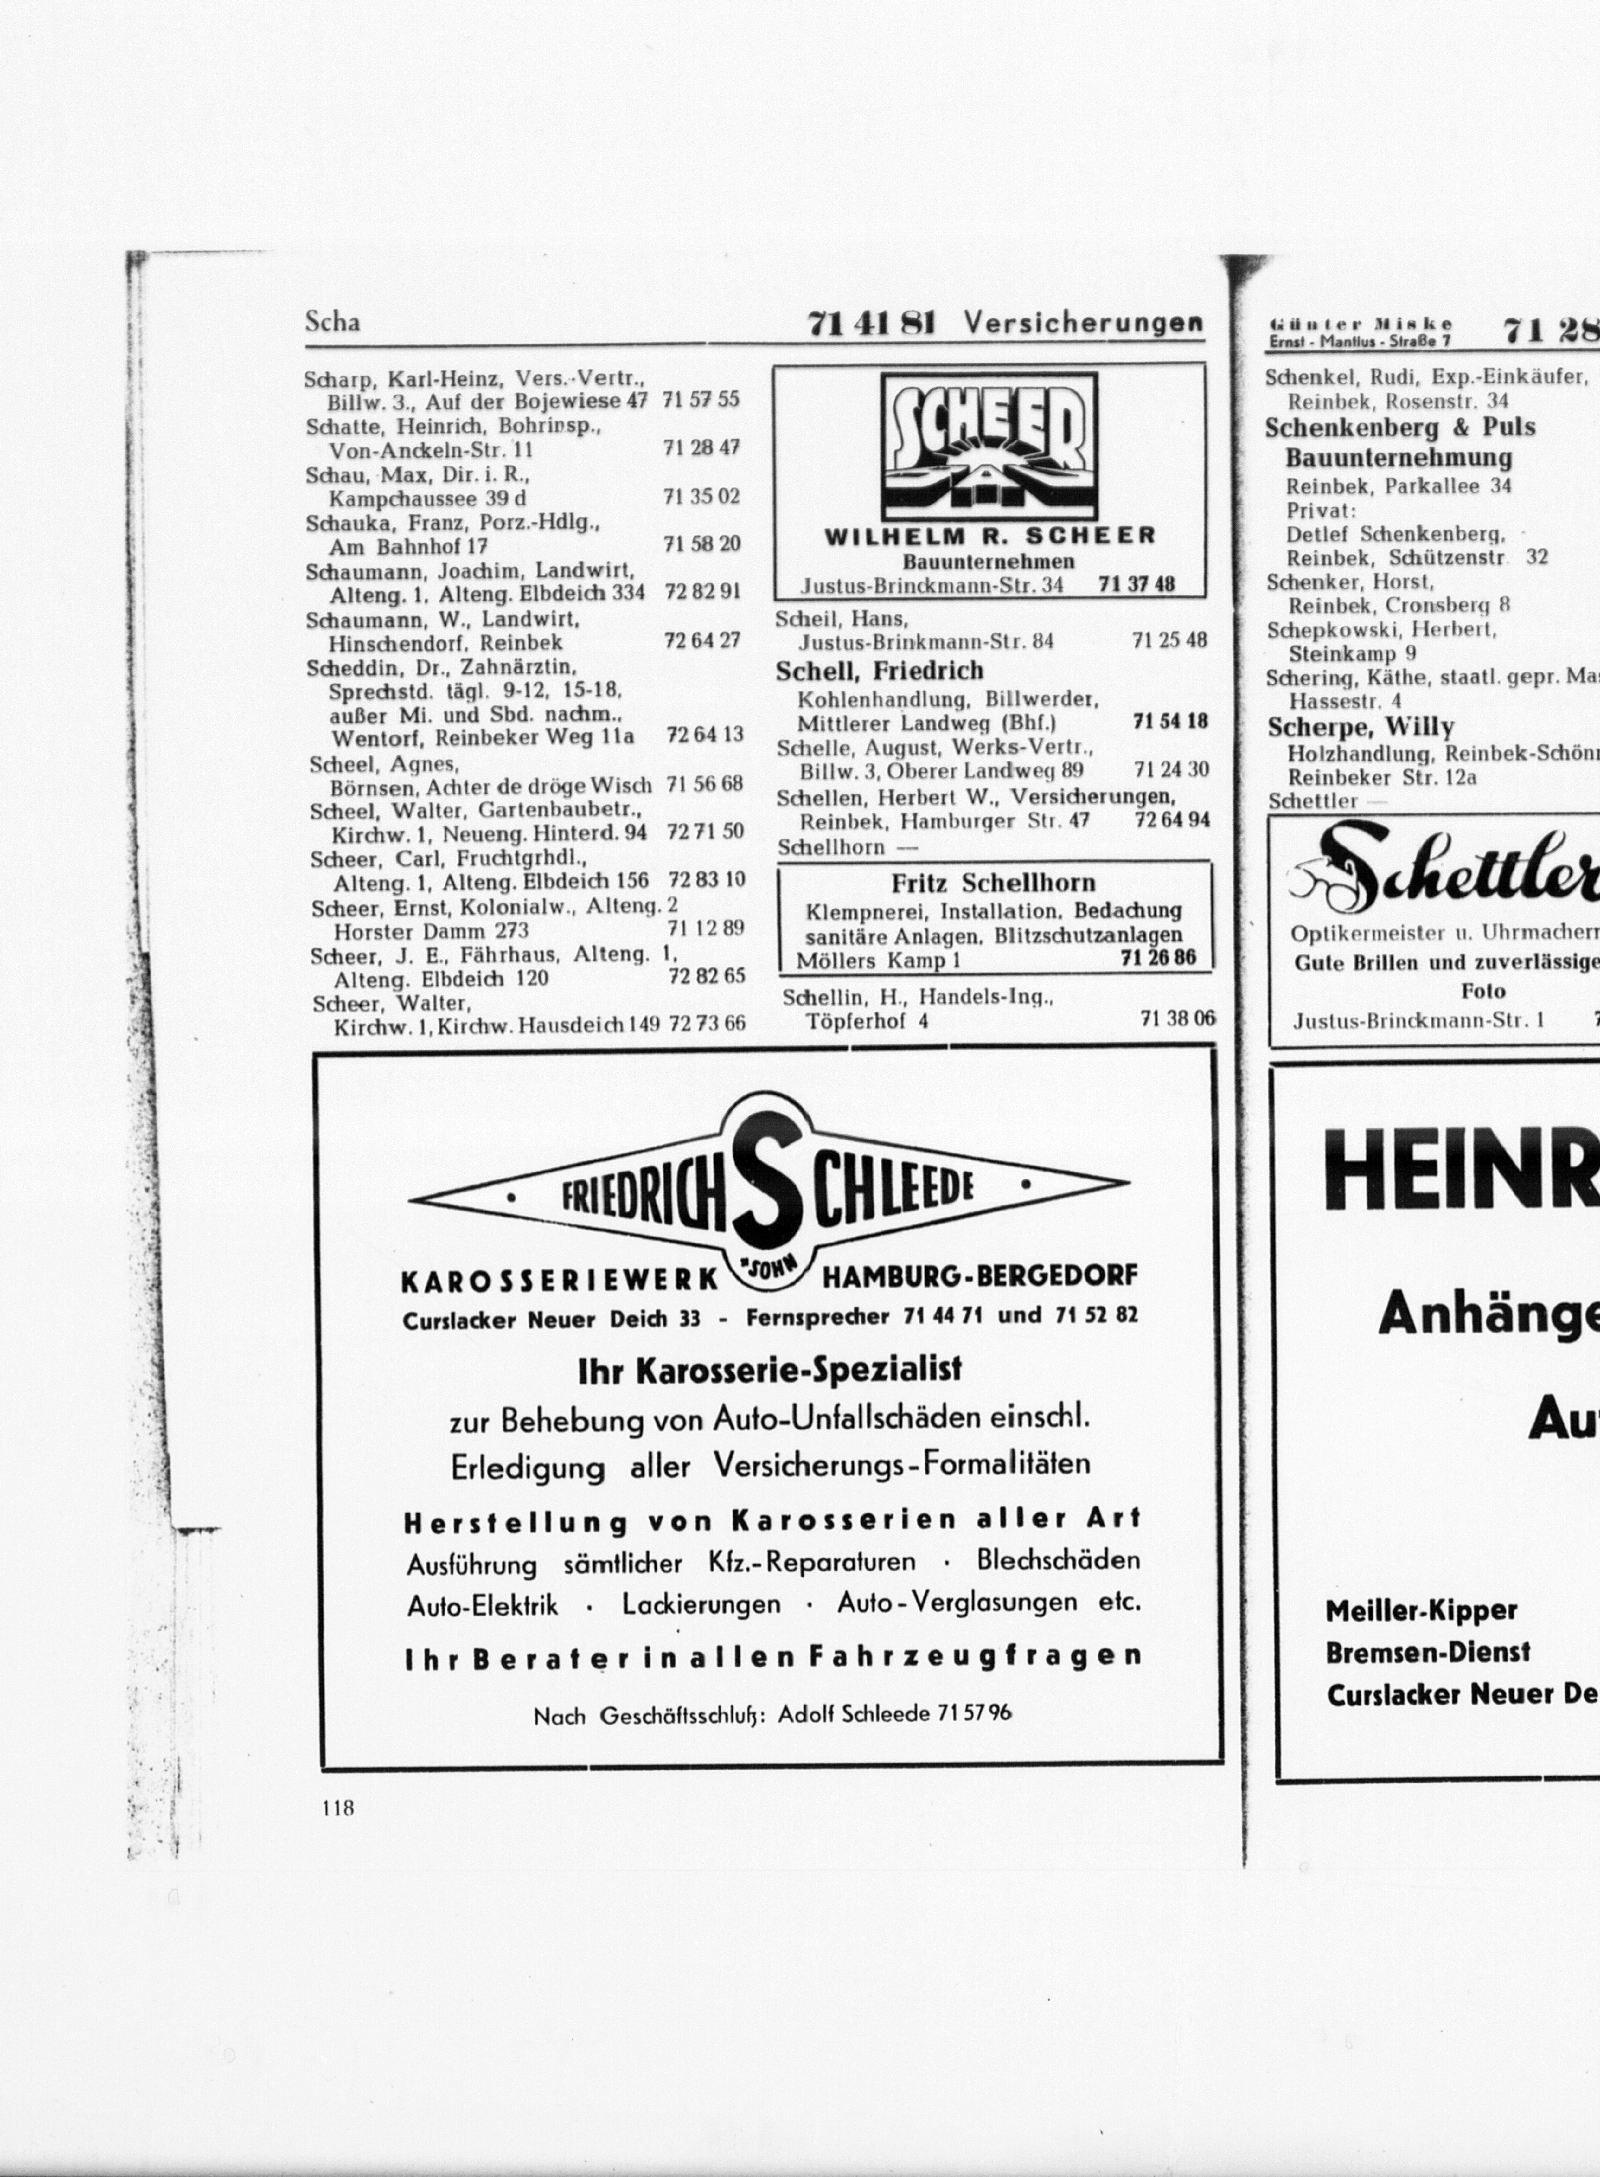 Scha
71 41 81 Versicherungen
Scharp, Karl-Heinz, Vers.-Vertr.,
Billw. 3., Auf der Bojewiese 47 71 57 55
Schatte, Heinrich, Bohrinsp.,
Von-Anckeln-Str. 11 71 28 47
Schau, Max, Dir. i. R.,
Kampchaussee 39 d 71 35 02
Schauka, Franz, Porz.-Hdlg.,
Am Bahnhof 17 71 58 20
Schaumann, Joachim, Landwirt,
Alteng. 1, Alteng. Elbdeich 334 72 82 91
Schaumann, W., Landwirt,
Hinschendorf, Reinbek 72 64 27
Scheddin, Dr., Zahnärztin,
Sprechstd. tägl. 9-12, 15-18,
außer Mi. und Sbd. nachm.,
Wentorf, Reinbeker Weg 11a 72 64 13
Scheel, Agnes,
Börnsen, Achter de dröge Wisch 71 56 68
Scheel, Walter, Gartenbaubetr.,
Kirchw. 1, Neueng. Hinterd. 94 72 71 50
Scheer, Carl, Fruchtgrhdl.,
Alteng. 1, Alteng. Elbdeich 156 72 83 10
Scheer, Ernst, Kolonialw., Alteng. 2
Horster Damm 273 71 12 89
Scheer, J. E., Fährhaus, Alteng. 1,
Alteng. Elbdeich 120 72 82 65
Scheer, Walter,
Kirchw. 1, Kirchw. Hausdeich 149 72 73 66
SCHEER
WILHELM R. SCHEER
Bauunternehmen
Justus-Brinckmann-Str. 34 71 37 48
Scheil, Hans,
Justus-Brinkmann-Str. 84 71 25 48
Schell, Friedrich
Kohlenhandlung, Billwerder,
Mittlerer Landweg (Bhf.) 71 54 18
Schelle, August, Werks-Vertr.,
Billw. 3, Oberer Landweg 89 71 24 30
Schellen, Herbert W., Versicherungen,
Reinbek, Hamburger Str. 47 72 64 94
Schellhorn —
Fritz Schellhorn
Klempnerei, Installation, Bedachung
sanitäre Anlagen, Blitzschutzanlagen
Möllers Kamp 1 71 26 86
Schellin, H., Handels-Ing.,
Töpferhof 4 71 38 06
FRIEDRICH SCHLEEDE
"SOHN
KAROSSERIEWERK HAMBURG-BERGEDORF
Curslacker Neuer Deich 33 - Fernsprecher 71 44 71 und 71 52 82
Ihr Karosserie-Spezialist
zur Behebung von Auto-Unfallschäden einschl.
Erledigung aller Versicherungs-Formalitäten
Herstellung von Karosserien aller Art
Ausführung sämtlicher Kfz.-Reparaturen · Blechschäden
Auto-Elektrik · Lackierungen · Auto-Verglasungen etc.
Ihr Berater in allen Fahrzeugfragen
Nach Geschäftsschluß: Adolf Schleede 71 57 96
118
Günter Miske
Ernst-Mantius-Straße 7 71 28
Schenkel, Rudi, Exp.-Einkäufer,
Reinbek, Rosenstr. 34
Schenkenberg & Puls
Bauunternehmung
Reinbek, Parkallee 34
Privat:
Detlef Schenkenberg,
Reinbek, Schützenstr. 32
Schenker, Horst,
Reinbek, Cronsberg 8
Schepkowski, Herbert,
Steinkamp 9
Schering, Käthe, staatl. gepr. Mas
Hassestr. 4
Scherpe, Willy
Holzhandlung, Reinbek-Schönn
Reinbeker Str. 12a
Schettler —
Schettler
Optikermeister u. Uhrmacherm
Gute Brillen und zuverlässige
Foto
Justus-Brinckmann-Str. 1 7
HEINR
Anhänge
Au
Meiller-Kipper
Bremsen-Dienst
Curslacker Neuer De